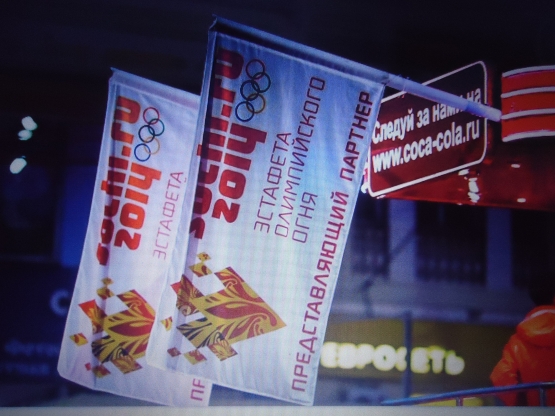 sochi.ru
2014
ЭСТАФЕТА
sochi.ru
2014
ЭСТАФЕТА
ОЛИМПИЙСКОГО
ОГНЯ
ПРЕДСТАВЛЯЮЩИЙ ПАРТНЕР
Следуй за нами на
www.coca-cola.ru
ЕВРОСЕТЬ